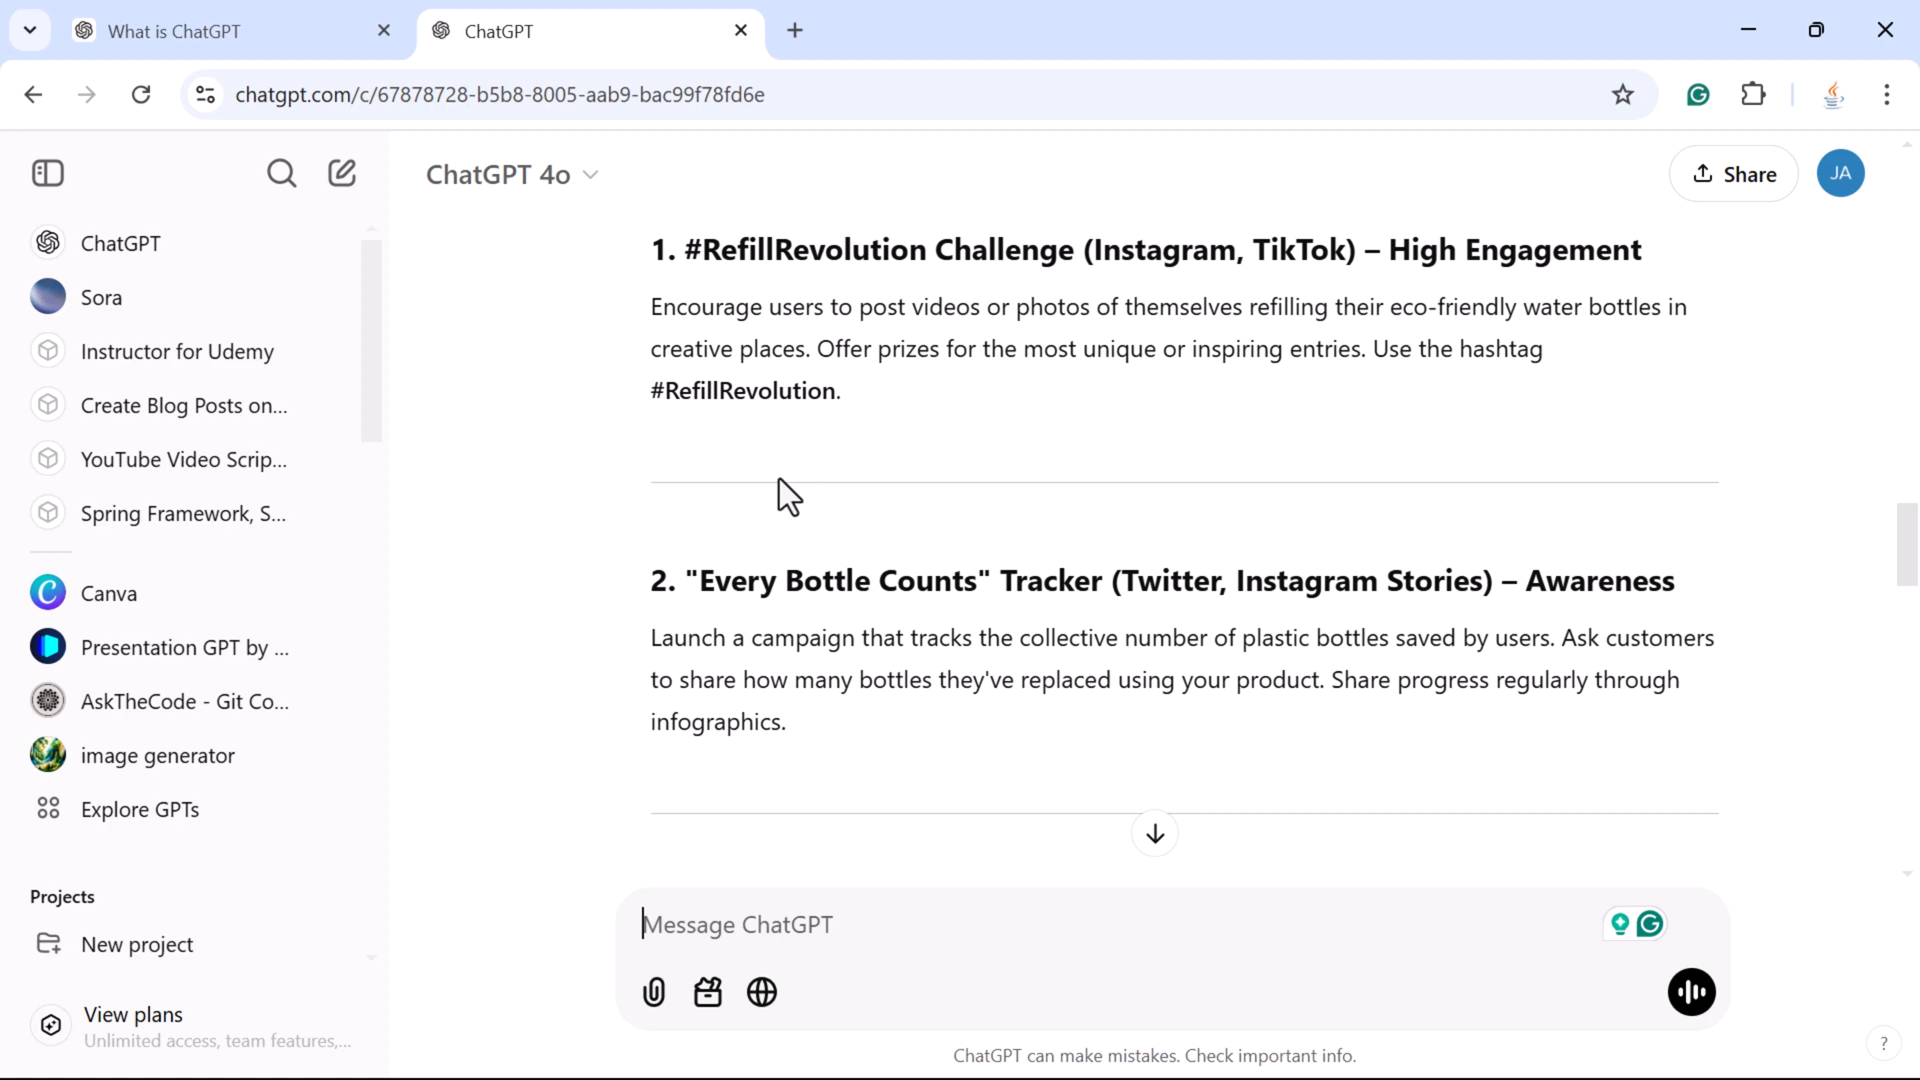 What is ChatGPT
ChatGPT
chatgpt.com/c/67878728-b5b8-8005-aab9-bac99f78fd6e
ChatGPT 4o
Share
JA
ChatGPT
Sora
Instructor for Udemy
Create Blog Posts on...
YouTube Video Scrip...
Spring Framework, S...
Canva
Presentation GPT by ...
AskTheCode - Git Co...
image generator
Explore GPTs
Projects
New project
View plans
Unlimited access, team features,...
1. #RefillRevolution Challenge (Instagram, TikTok) – High Engagement
Encourage users to post videos or photos of themselves refilling their eco-friendly water bottles in
creative places. Offer prizes for the most unique or inspiring entries. Use the hashtag
#RefillRevolution.
2. "Every Bottle Counts" Tracker (Twitter, Instagram Stories) – Awareness
Launch a campaign that tracks the collective number of plastic bottles saved by users. Ask customers
to share how many bottles they've replaced using your product. Share progress regularly through
infographics.
Message ChatGPT
ChatGPT can make mistakes. Check important info.
?